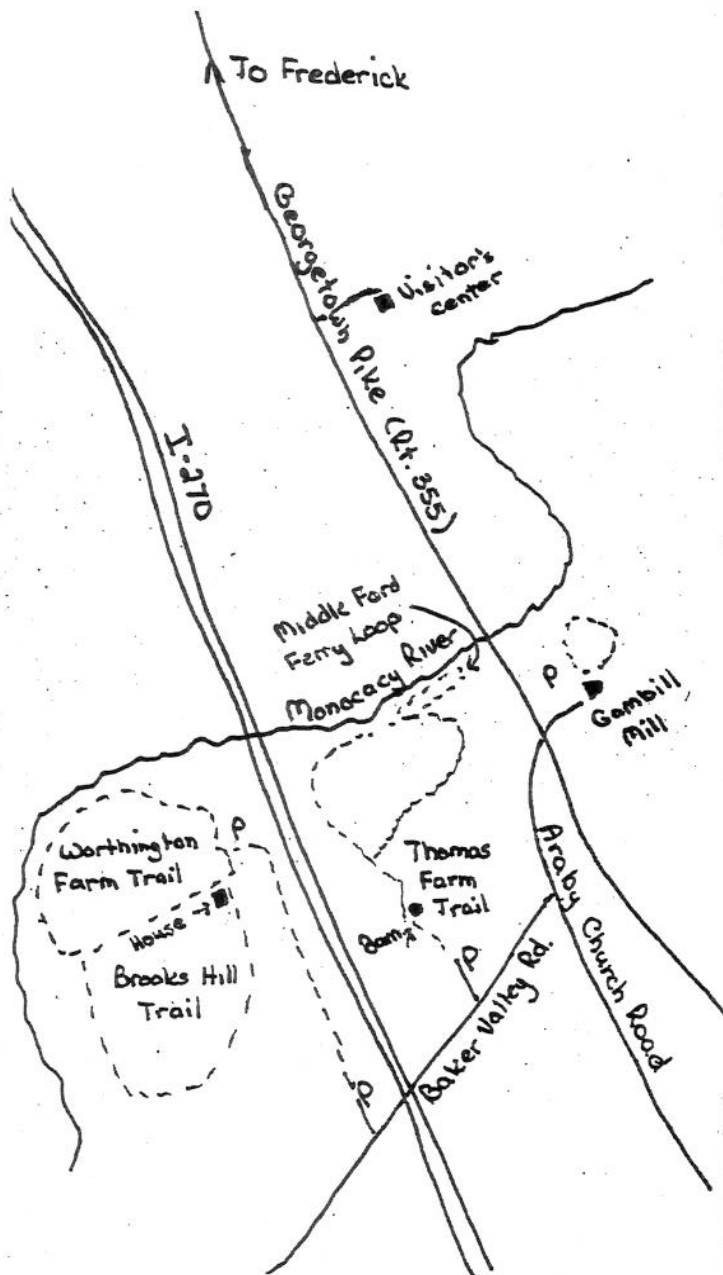 To Frederick
Georgetown Pike (Rt. 355)
Visitor's
center
I-270
Middle Ford
Ferry Loop
Monocacy River
P
Gambill
Mill
P
Worthington
Farm Trail
Thomas
Farm
Trail
Araby Church Road
House
Barn
P
Brooks Hill
Trail
Baker Valley Rd.
P